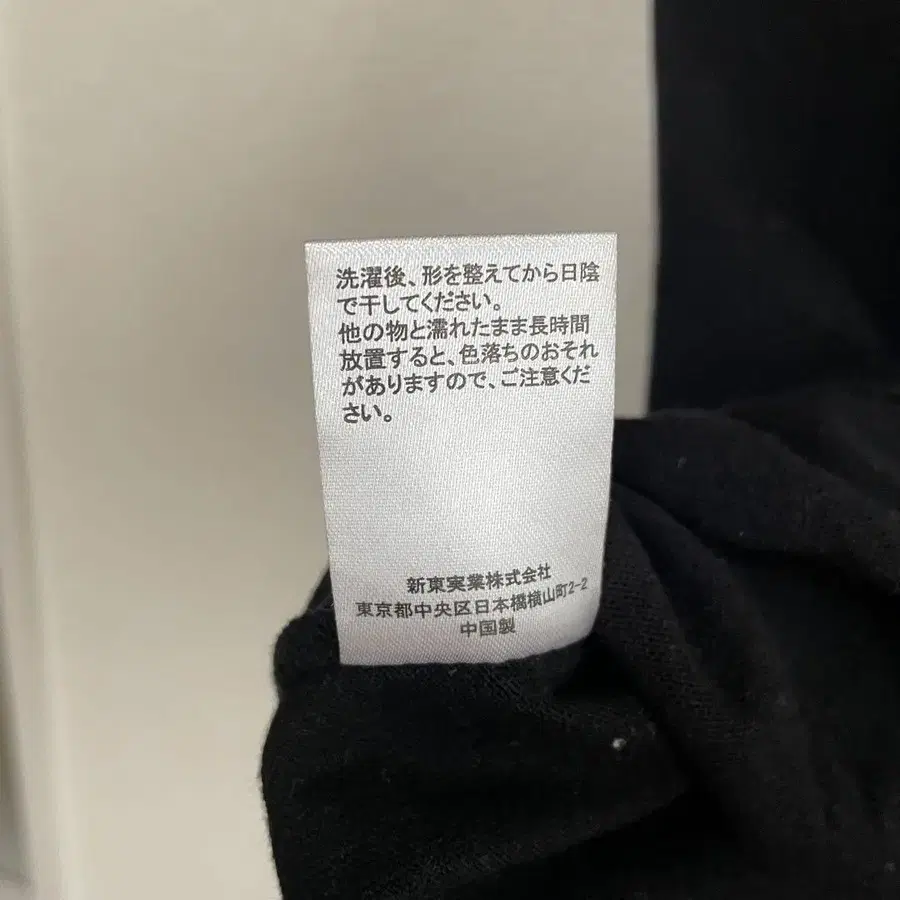 洗濯後、形を整えてから日陰
で干してください。
他の物と濡れたまま長時間
放置すると、色落ちのおそれ
がありますので、ご注意くだ
さい。
新東実業株式会社
東京都中央区日本橋横山町2-2
中国製